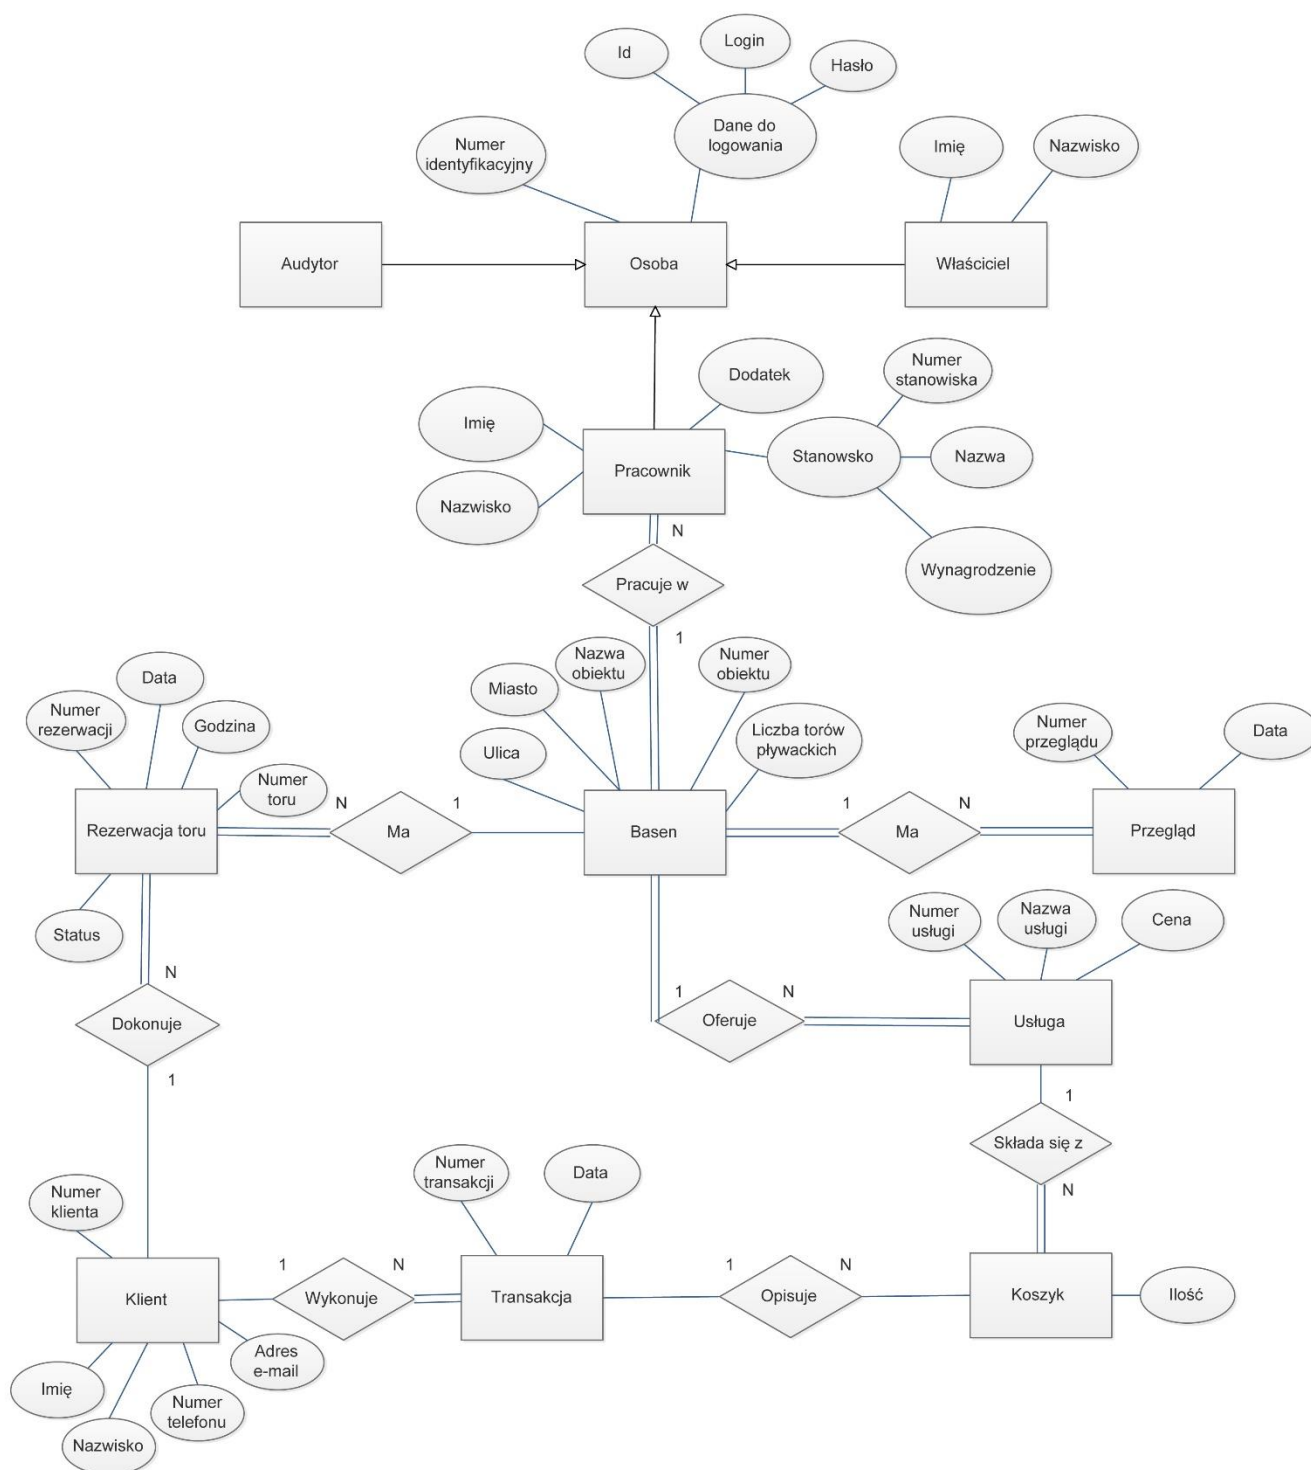 Id
Login
Hasło
Dane do
logowania
Numer
identyfikacyjny
Imię
Nazwisko
Audytor
Osoba
Właściciel
Dodatek
Numer
stanowiska
Imię
Stanowsko
Nazwa
Pracownik
Nazwisko
N
Wynagrodzenie
Pracuje w
1
Nazwa
obiektu
Numer
obiektu
Data
Miasto
Numer
rezerwacji
Godzina
Ulica
Liczba torów
pływackich
Numer
przeglądu
Data
Numer
toru
N
1
1
N
Rezerwacja toru
Ma
Basen
Ma
Przegląd
Status
Numer
usługi
Nazwa
usługi
Cena
N
1
N
Dokonuje
Oferuje
Usługa
1
1
Składa się z
Numer
transakcji
Data
N
Numer
klienta
1
N
1
N
Klient
Wykonuje
Transakcja
Opisuje
Koszyk
Ilość
Adres
e-mail
Imię
Numer
telefonu
Nazwisko